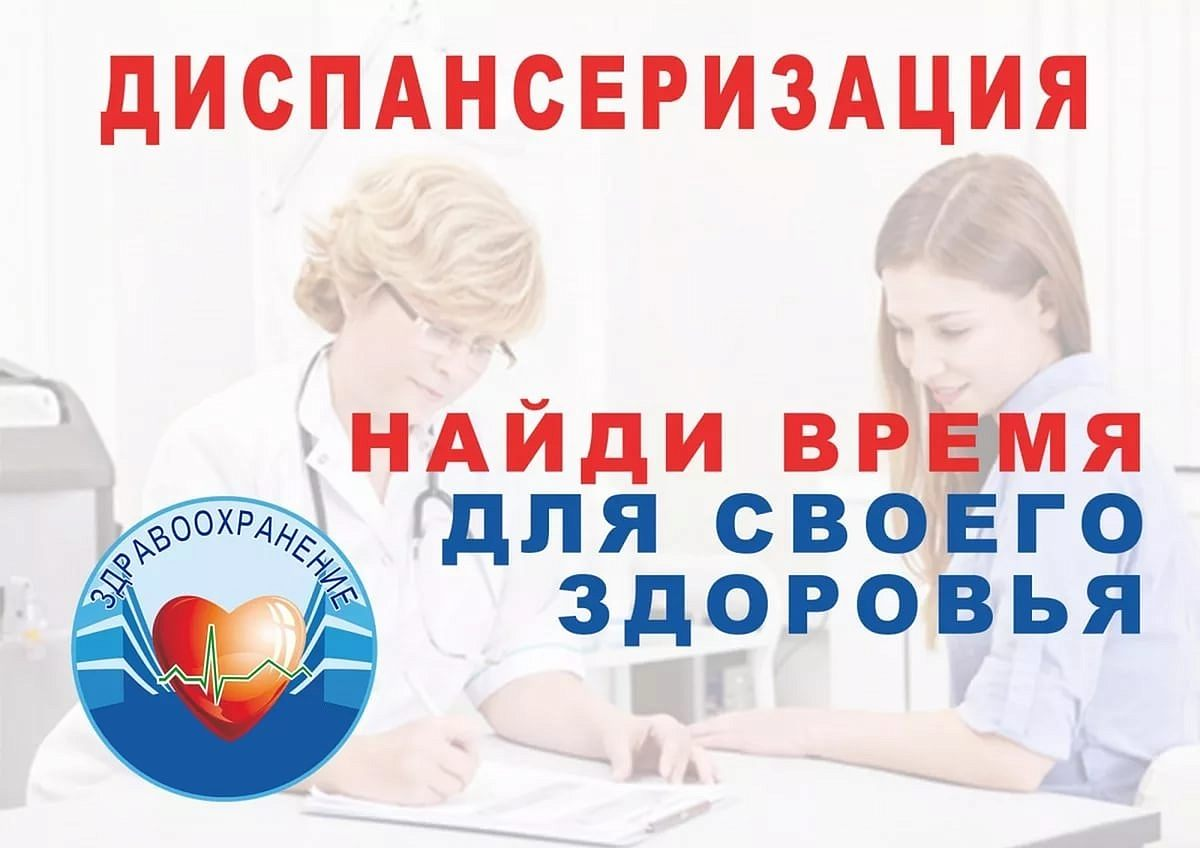 ДИСПАНСЕРИЗАЦИЯ
НАЙДИ ВРЕМЯ
ДЛЯ СВОЕГО
ЗДОРОВЬЯ
ЗДРАВООХРАНЕНИЕ